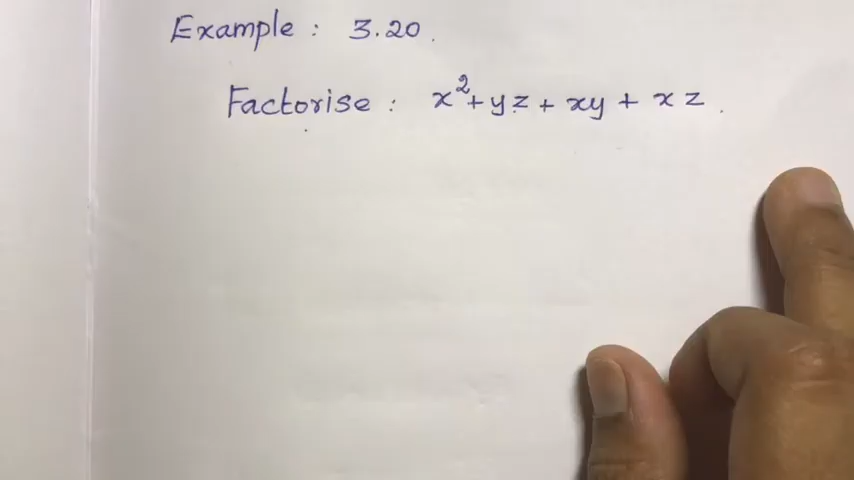 Example : 3.20.
Factorise : x² + yz + xy + xz.